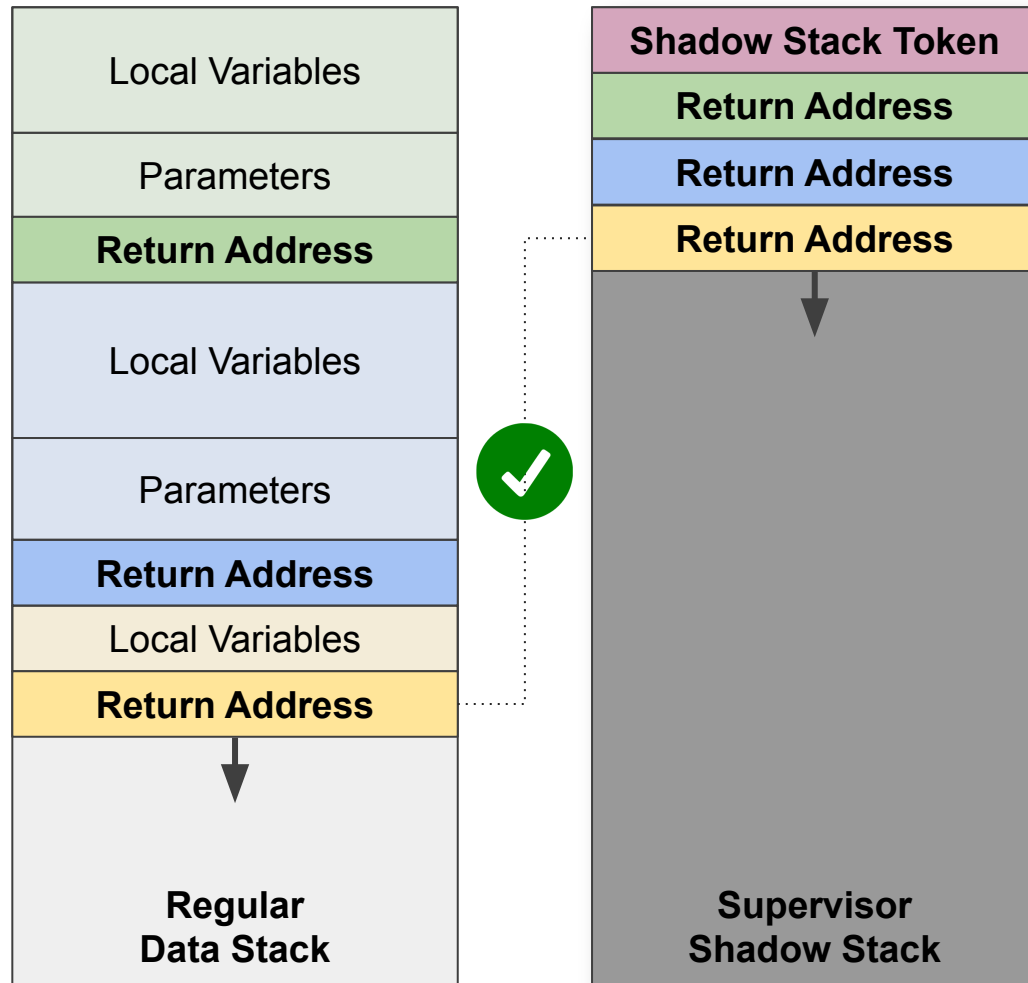 Local Variables
Parameters
Return Address
Local Variables
Parameters
Return Address
Local Variables
Return Address
Regular
Data Stack
Shadow Stack Token
Return Address
Return Address
Return Address
Supervisor
Shadow Stack